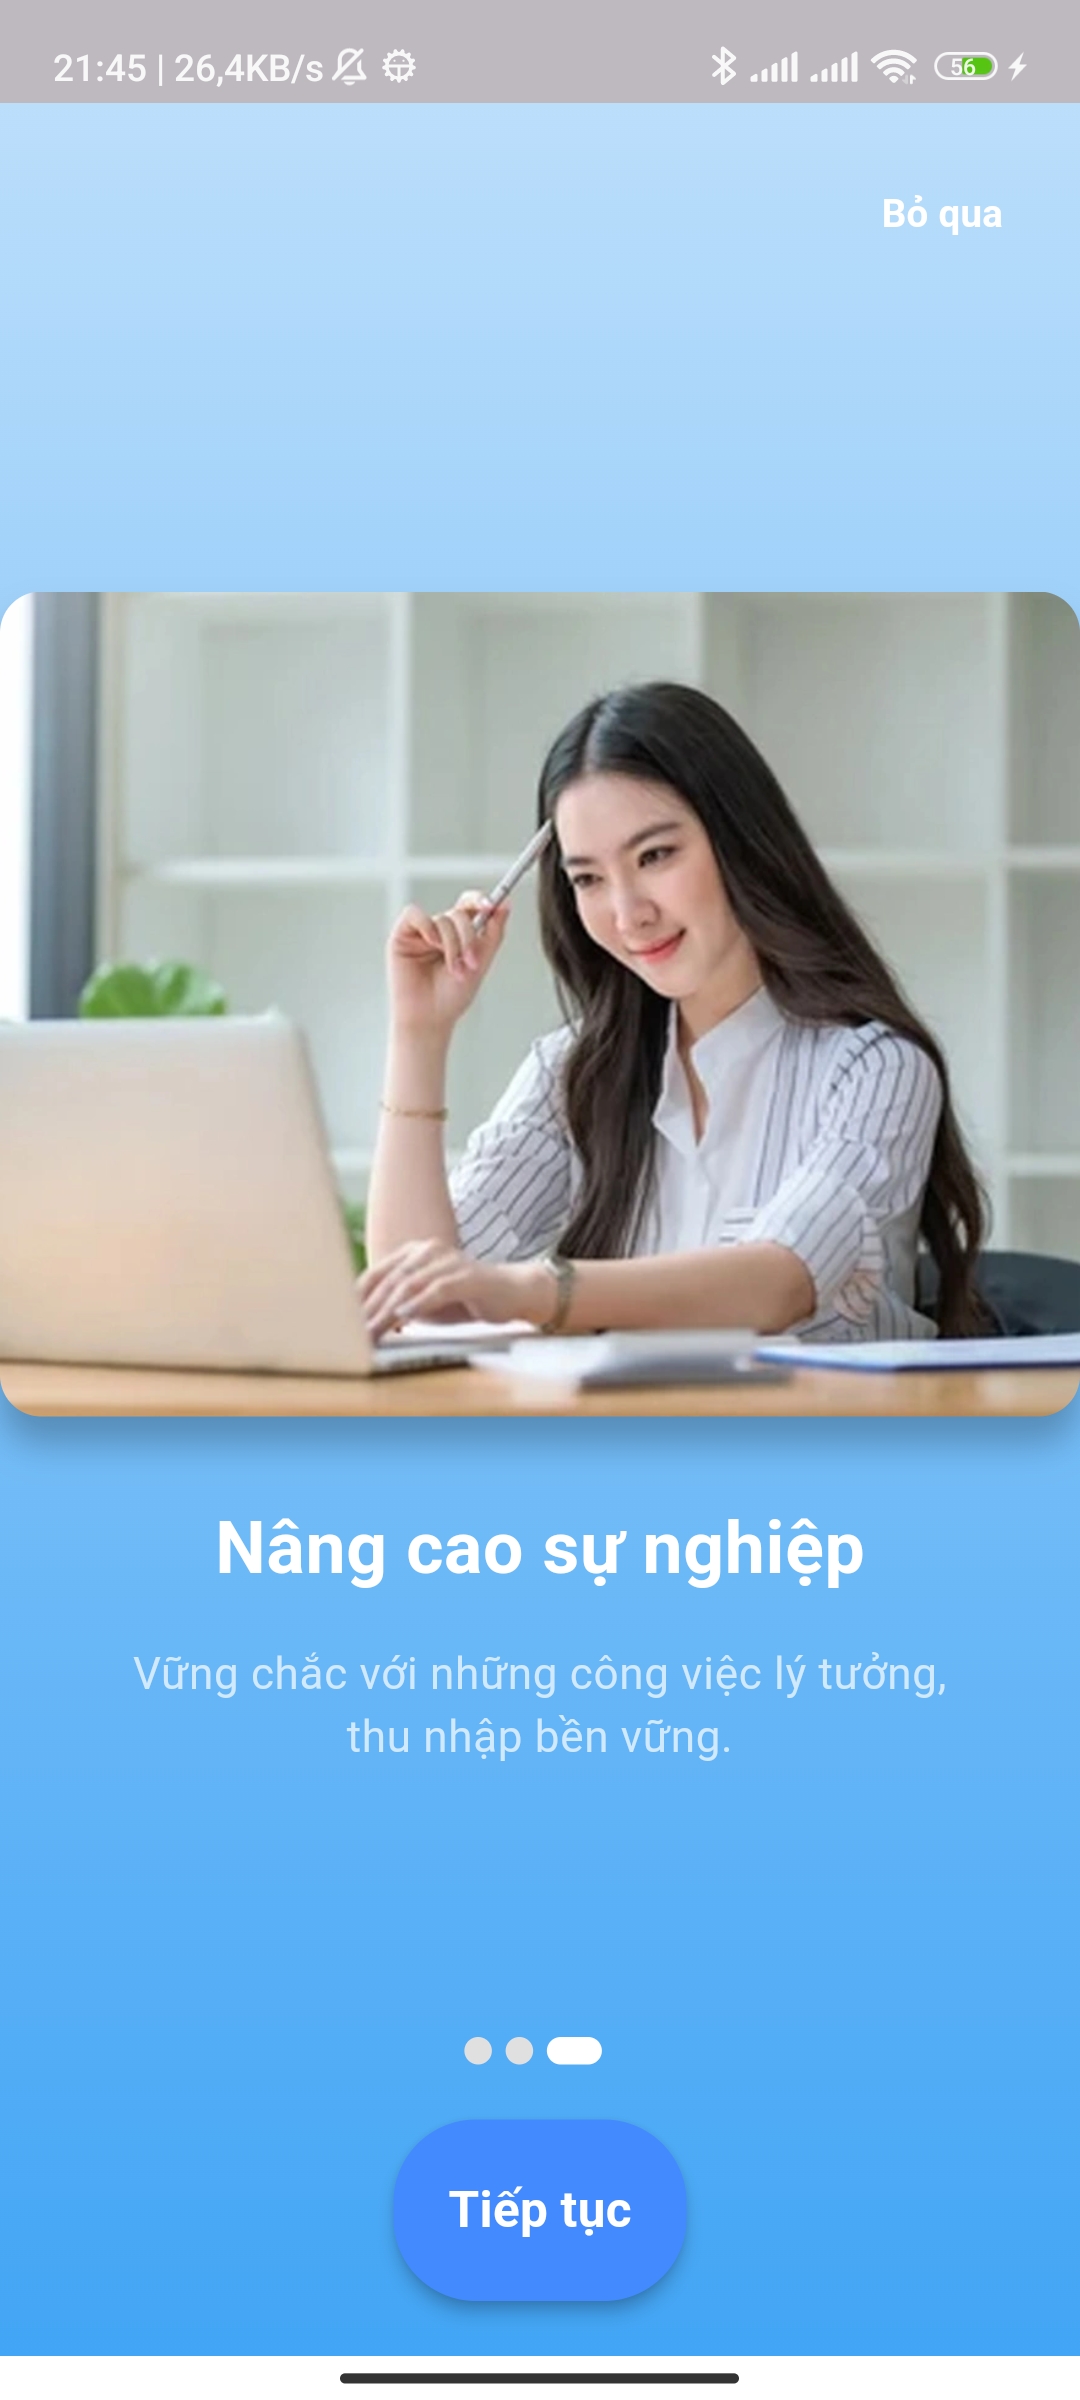 21:45 | 26,4KB/s
56
Bỏ qua
Nâng cao sự nghiệp
Vững chắc với những công việc lý tưởng,
thu nhập bền vững.
Tiếp tục